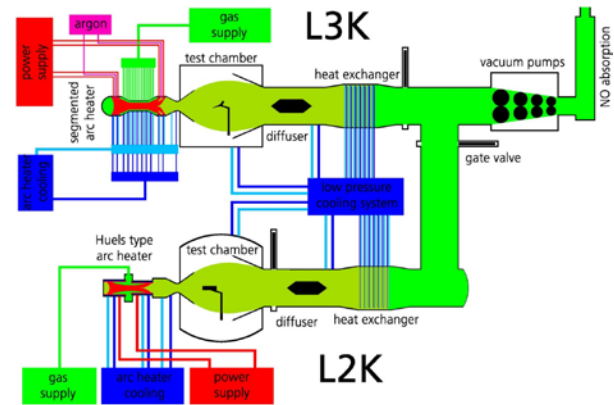 L3K
gas
supply
argon
power
supply
segmented
arc heater
test chamber
heat exchanger
vacuum pumps
NO absorption
diffuser
gate valve
arc heater
cooling
low pressure
cooling system
Huels type
arc heater
test chamber
diffuser
heat exchanger
L2K
gas
supply
arc heater
cooling
power
supply